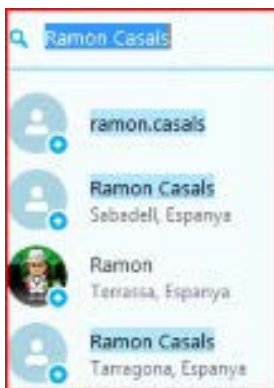 Ramon Casals
ramon.casals
Ramon Casals
Sabadell, Espanya
Ramon
Terrassa, Espanya
Ramon Casals
Tarragona, Espanya